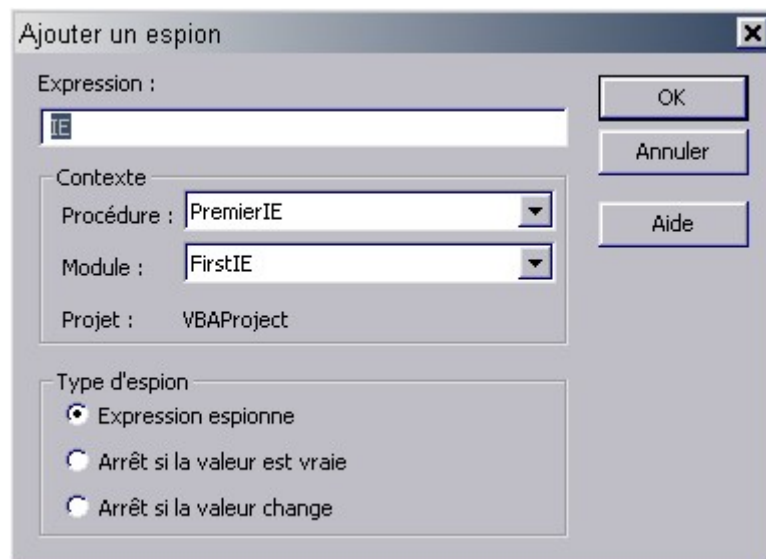 Ajouter un espion
Expression :
IE
OK
Annuler
Contexte
Procédure : PremierIE
Aide
Module : FirstIE
Projet : VBAProject
Type d'espion
Expression espionne
Arrêt si la valeur est vraie
Arrêt si la valeur change